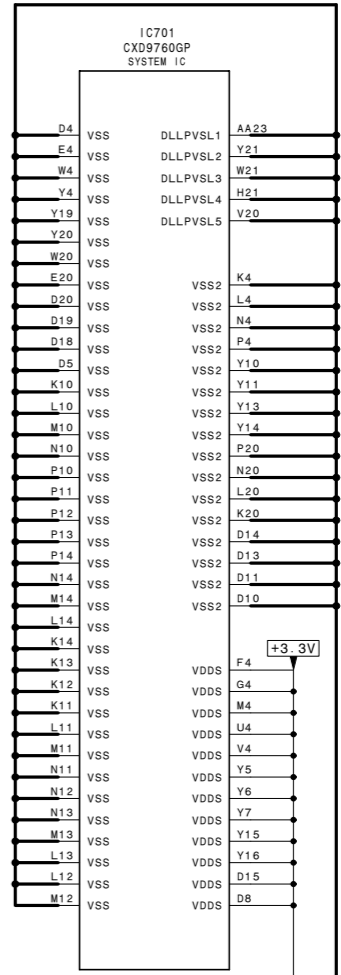 IC701
CXD9760GP
SYSTEM IC
D4 VSS DLLPVSL1 AA23
E4 VSS DLLPVSL2 Y21
W4 VSS DLLPVSL3 W21
Y4 VSS DLLPVSL4 H21
Y19 VSS DLLPVSL5 V20
Y20 VSS
W20 VSS
E20 VSS VSS2 K4
D20 VSS VSS2 L4
D19 VSS VSS2 N4
D18 VSS VSS2 P4
D5 VSS VSS2 Y10
K10 VSS VSS2 Y11
L10 VSS VSS2 Y13
M10 VSS VSS2 Y14
N10 VSS VSS2 P20
P10 VSS VSS2 N20
P11 VSS VSS2 L20
P12 VSS VSS2 K20
P13 VSS VSS2 D14
P14 VSS VSS2 D13
N14 VSS VSS2 D11
M14 VSS VSS2 D10
L14 VSS
K14 VSS +3.3V
K13 VSS VDDS F4
K12 VSS VDDS G4
K11 VSS VDDS M4
L11 VSS VDDS U4
M11 VSS VDDS V4
N11 VSS VDDS Y5
N12 VSS VDDS Y6
N13 VSS VDDS Y7
M13 VSS VDDS Y15
L13 VSS VDDS Y16
L12 VSS VDDS D15
M12 VSS VDDS D8